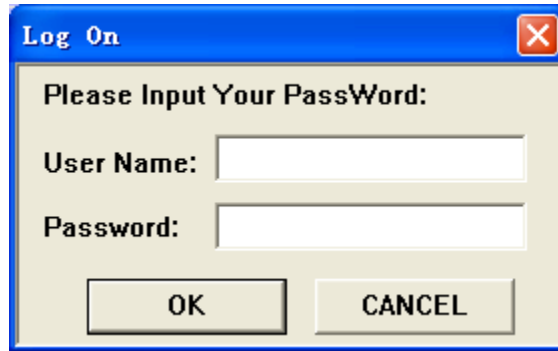 Log On
Please Input Your PassWord:
User Name:
Password:
OK CANCEL